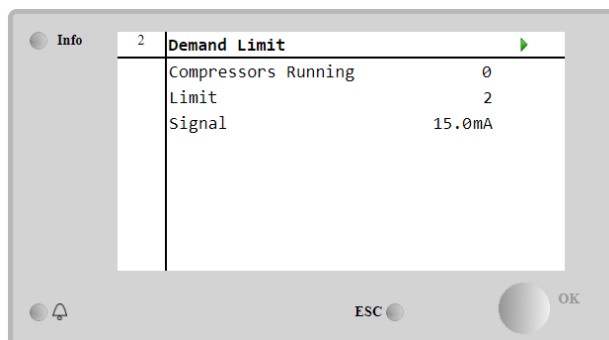 Info
2 Demand Limit
Compressors Running 0
Limit 2
Signal 15.0mA
ESC
OK